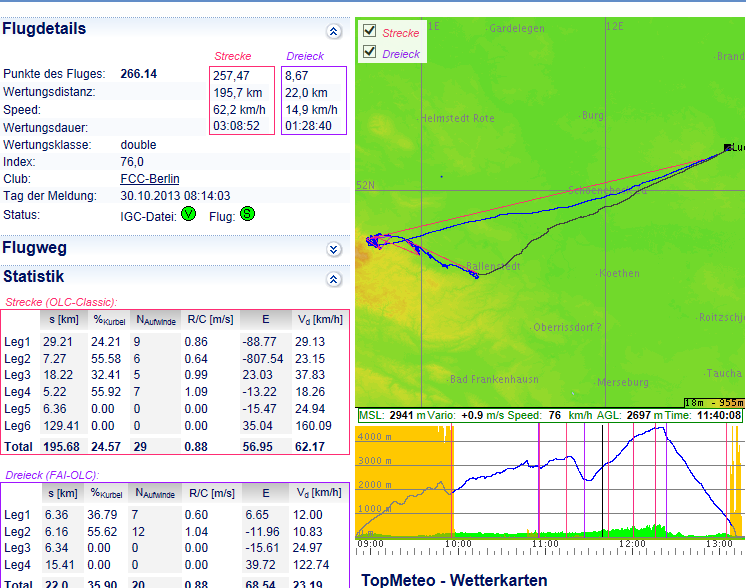 Flugdetails
Strecke Dreieck
Punkte des Fluges: 266.14 257,47 8,67
Wertungsdistanz: 195,7 km 22,0 km
Speed: 62,2 km/h 14,9 km/h
Wertungsdauer: 03:08:52 01:28:40
Wertungsklasse: double
Index: 76,0
Club: FCC-Berlin
Tag der Meldung: 30.10.2013 08:14:03
Status: IGC-Datei: V Flug: S
Flugweg
Statistik
Strecke (OLC-Classic):
s [km] %Kurbel NAufwinde R/C [m/s] E Vd [km/h]
Leg1 29.21 24.21 9 0.86 -88.77 29.13
Leg2 7.27 55.58 6 0.64 -807.54 23.15
Leg3 18.22 32.41 5 0.99 23.03 37.83
Leg4 5.22 55.92 7 1.09 -13.22 18.26
Leg5 6.36 0.00 0 0.00 -15.47 24.94
Leg6 129.41 0.00 0 0.00 35.04 160.09
Total 195.68 24.57 29 0.88 56.95 62.17
Dreieck (FAI-OLC):
s [km] %Kurbel NAufwinde R/C [m/s] E Vd [km/h]
Leg1 6.36 36.79 7 0.60 6.65 12.00
Leg2 6.16 55.62 12 1.04 -11.96 10.83
Leg3 6.34 0.00 0 0.00 -15.61 24.97
Leg4 15.41 0.00 0 0.00 39.72 122.74
Total 22.0 35.90 20 0.88 68.54 23.19
Strecke
Dreieck
1E
12E
Gardelegen
Brand
Helmstedt Rote
Burg
Luc
52N
Ballenstedt
Koethen
Roitzsch
Oberrissdorf ?
Bad Frankenhausn
Merseburg
Taucha
18m - 955m
MSL: 2941 m Vario: +0.9 m/s Speed: 76 km/h AGL: 2697 m Time: 11:40:08
4000 m
3000 m
2000 m
1000 m
09:00 10:00 11:00 12:00 13:00
TopMeteo - Wetterkarten